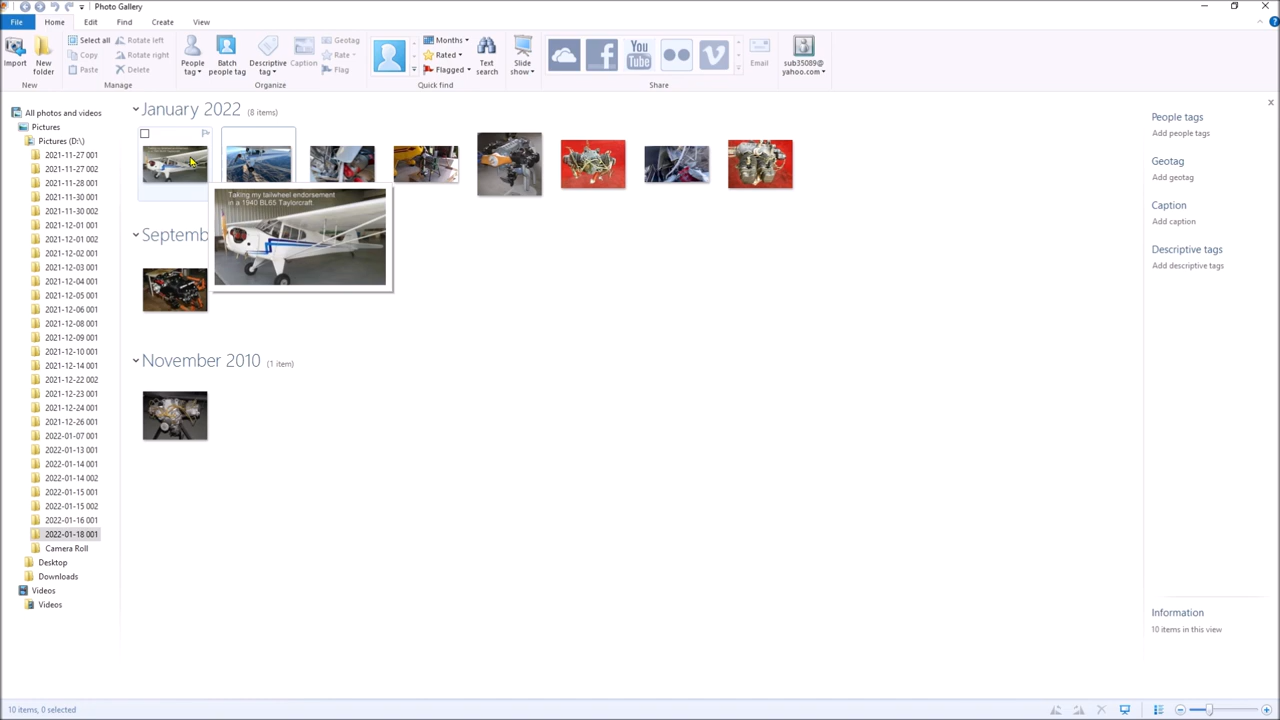 Photo Gallery
File Home Edit Find Create View
Import
New folder
Select all
Copy
Paste
Rotate left
Rotate right
Delete
People tag
Batch people tag
Descriptive tag
Caption
Geotag
Rate
Flag
Months
Rated
Flagged
Text search
Slide show
You
Tube
Email
sub35089@
yahoo.com
New Manage Organize Quick find Share
All photos and videos
Pictures
Pictures (D:\)
2021-11-27 001
2021-11-27 002
2021-11-28 001
2021-11-30 001
2021-11-30 002
2021-12-01 001
2021-12-01 002
2021-12-02 001
2021-12-03 001
2021-12-04 001
2021-12-05 001
2021-12-06 001
2021-12-08 001
2021-12-09 001
2021-12-10 001
2021-12-14 001
2021-12-22 002
2021-12-23 001
2021-12-24 001
2021-12-26 001
2022-01-07 001
2022-01-13 001
2022-01-14 001
2022-01-14 002
2022-01-15 001
2022-01-15 002
2022-01-16 001
2022-01-18 001
Camera Roll
Desktop
Downloads
Videos
Videos
January 2022 (8 items)
Taking my tailwheel endorsement
in a 1940 BL65 Taylorcraft
Septemb
November 2010 (1 item)
People tags
Add people tags
Geotag
Add geotag
Caption
Add caption
Descriptive tags
Add descriptive tags
Information
10 items in this view
10 items, 0 selected